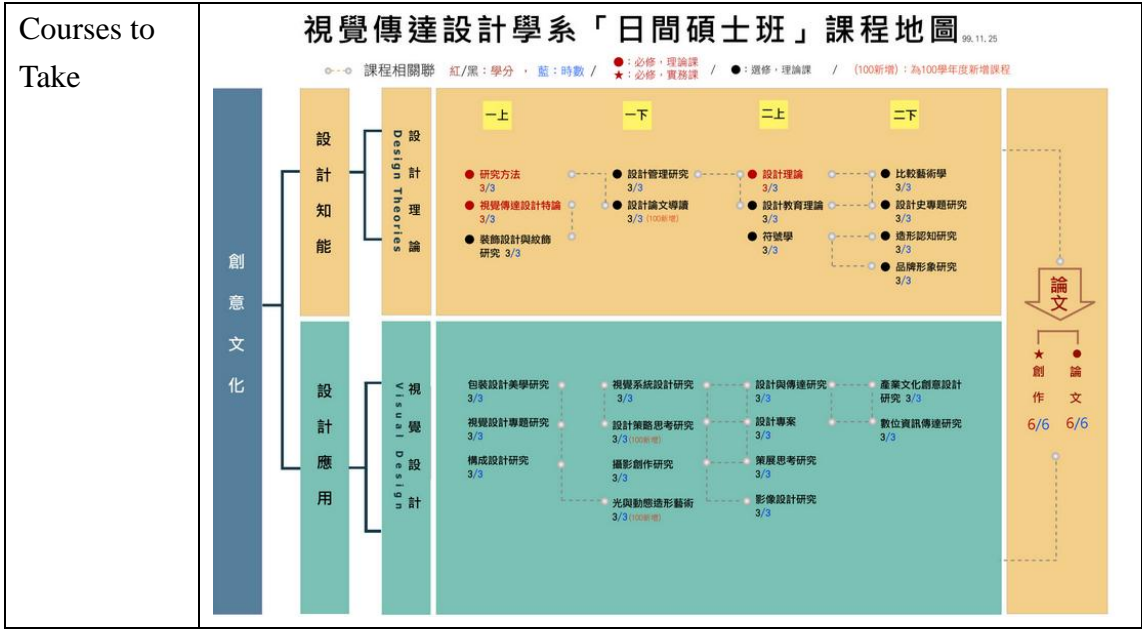 Courses to
Take
視覺傳達設計學系「日間碩士班」課程地圖 99.11.25
課程相關聯 紅/黑：學分，藍：時數 / ●：必修，理論課 / ●：選修，理論課 / (100新增)：為100學年度新增課程
★：必修，實務課
創意文化
設計知能
設計理論
Design Theories
一上
一下
二上
二下
● 研究方法
3/3
● 視覺傳達設計特論
3/3
● 裝飾設計與紋飾
研究 3/3
● 設計管理研究
3/3
● 設計論文導讀
3/3 (100新增)
● 設計理論
3/3
● 設計教育理論
3/3
● 符號學
3/3
● 比較藝術學
3/3
● 設計史專題研究
3/3
● 造形認知研究
3/3
● 品牌形象研究
3/3
設計應用
視覺設計
Visual Design
包裝設計美學研究
3/3
視覺設計專題研究
3/3
構成設計研究
3/3
視覺系統設計研究
3/3
設計策略思考研究
3/3 (100新增)
攝影創作研究
3/3
光與動態造形藝術
3/3 (100新增)
設計與傳達研究
3/3
設計專案
3/3
策展思考研究
3/3
影像設計研究
3/3
產業文化創意設計
研究 3/3
數位資訊傳達研究
3/3
論文
★
創作
6/6
●
論文
6/6